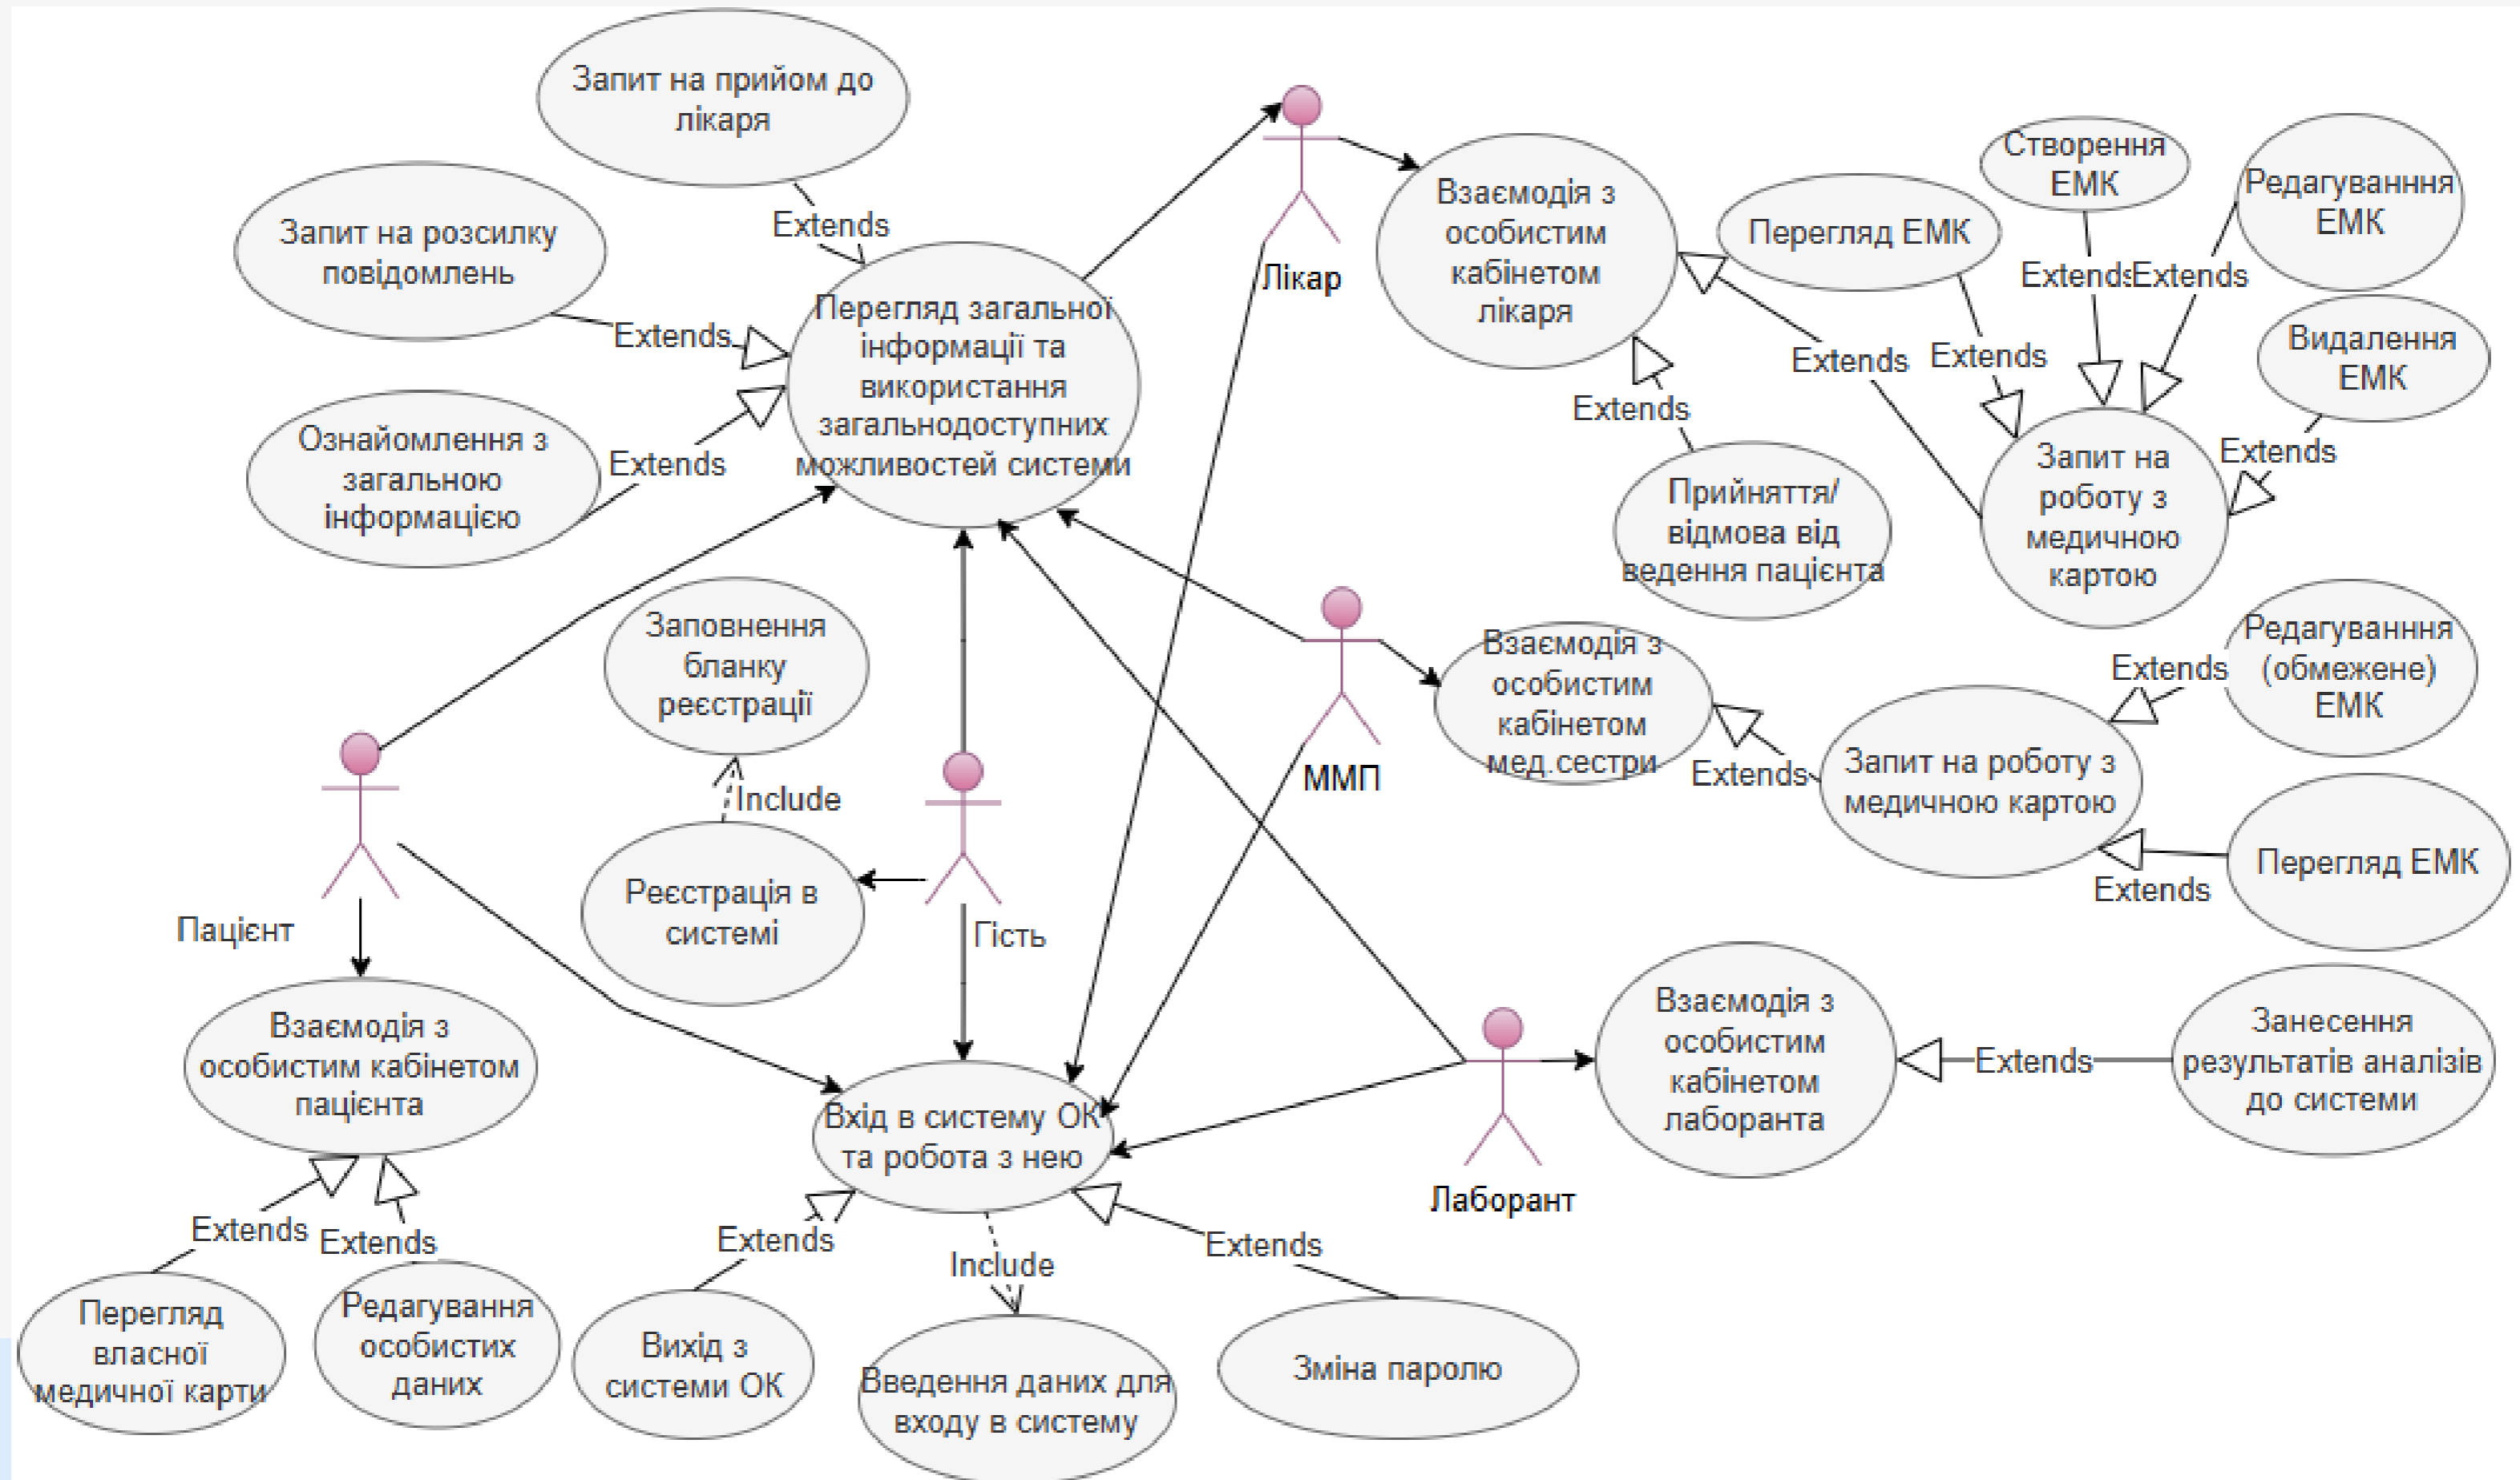 Запит на прийом до
лікаря
Extends
Запит на розсилку
повідомлень
Extends
Ознайомлення з
загальною
інформацією
Extends
Перегляд загальної
інформації та
використання
загальнодоступних
можливостей системи
Лікар
Взаємодія з
особистим
кабінетом
лікаря
Перегляд ЕМК
Створення
ЕМК
Редагуванння
ЕМК
Extends
Extends
Видалення
ЕМК
Extends
Extends
Extends
Extends
Прийняття/
відмова від
ведення пацієнта
Запит на
роботу з
медичною
картою
Заповнення
бланку
реєстрації
Include
Реєстрація в
системі
Гість
Пацієнт
ММП
Взаємодія з
особистим
кабінетом
мед.сестри
Extends
Запит на роботу з
медичною картою
Extends
Редагуванння
(обмежене)
ЕМК
Extends
Перегляд ЕМК
Взаємодія з
особистим кабінетом
пацієнта
Extends
Extends
Перегляд
власної
медичної карти
Редагування
особистих
даних
Вхід в систему ОК
та робота з нею
Extends
Include
Extends
Вихід з
системи ОК
Введення даних для
входу в систему
Зміна паролю
Лаборант
Взаємодія з
особистим
кабінетом
лаборанта
Extends
Занесення
результатів аналізів
до системи